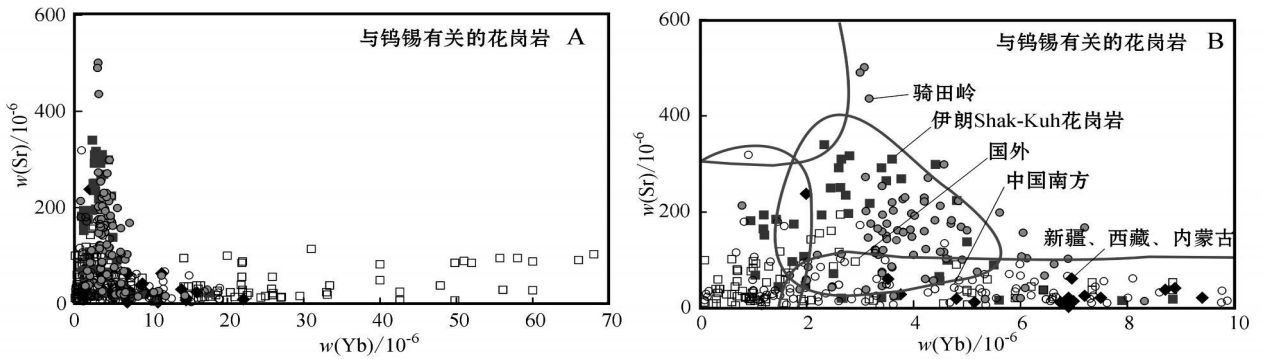 与钨锡有关的花岗岩 A
w(Sr)/10-6
600
400
200
0
0 10 20 30 40 50 60 70
w(Yb)/10-6
与钨锡有关的花岗岩 B
w(Sr)/10-6
600
400
200
0
骑田岭
伊朗Shak-Kuh花岗岩
国外
中国南方
新疆、西藏、内蒙古
0 2 4 6 8 10
w(Yb)/10-6